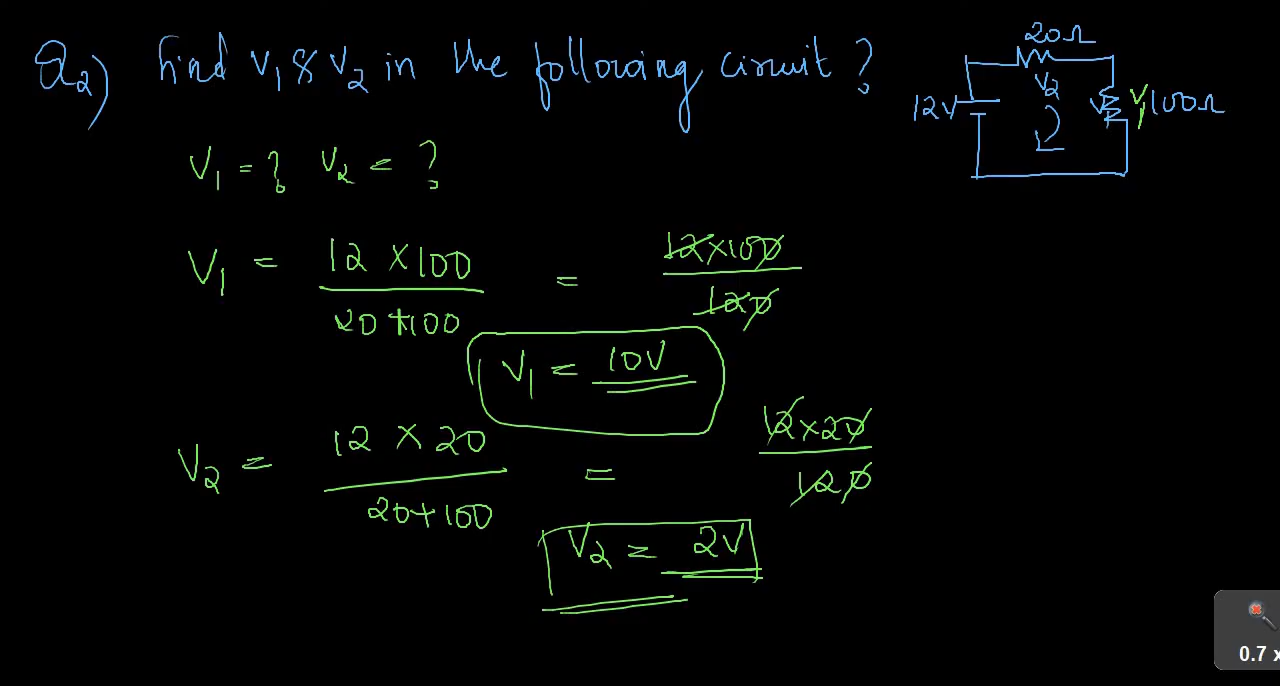 Q2) Find V1 & V2 in the following circuit ?
20Ω
V2
12V
V1 100Ω
V1 = ? V2 = ?
V1 = 12 × 100 / 20 + 100 = 12 × 100 / 120
V1 = 10V
V2 = 12 × 20 / 20 + 100 = 12 × 20 / 120
V2 = 2V
0.7 x